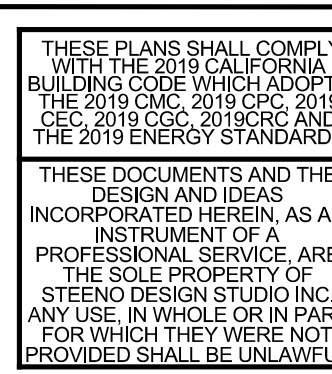 THESE PLANS SHALL COMPLY
WITH THE 2019 CALIFORNIA
BUILDING CODE WHICH ADOPT
THE 2019 CMC, 2019 CPC, 2019
CEC, 2019 CGC, 2019CRC AND
THE 2019 ENERGY STANDARD
THESE DOCUMENTS AND THE
DESIGN AND IDEAS
INCORPORATED HEREIN, AS A
INSTRUMENT OF A
PROFESSIONAL SERVICE, ARE
THE SOLE PROPERTY OF
STEENO DESIGN STUDIO INC.
ANY USE, IN WHOLE OR IN PAR
FOR WHICH THEY WERE NOT
PROVIDED SHALL BE UNLAWFU